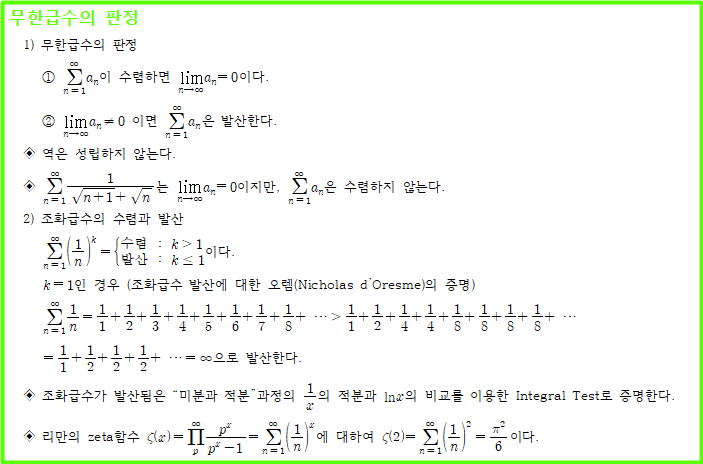 무한급수의 판정
1) 무한급수의 판정
① $\sum_{n=1}^{\infty} a_n$이 수렴하면 $\lim_{n\to\infty} a_n = 0$이다.
② $\lim_{n\to\infty} a_n \neq 0$ 이면 $\sum_{n=1}^{\infty} a_n$은 발산한다.
◈ 역은 성립하지 않는다.
◈ $\sum_{n=1}^{\infty} \frac{1}{\sqrt{n+1}+\sqrt{n}}$는 $\lim_{n\to\infty} a_n = 0$이지만, $\sum_{n=1}^{\infty} a_n$은 수렴하지 않는다.
2) 조화급수의 수렴과 발산
$\sum_{n=1}^{\infty} \left(\frac{1}{n}\right)^k = \begin{cases} 수렴 : k > 1 \\ 발산 : k \leq 1 \end{cases}$이다.
$k=1$인 경우 (조화급수 발산에 대한 오렘(Nicholas d'Oresme)의 증명)
$\sum_{n=1}^{\infty} \frac{1}{n} = \frac{1}{1}+\frac{1}{2}+\frac{1}{3}+\frac{1}{4}+\frac{1}{5}+\frac{1}{6}+\frac{1}{7}+\frac{1}{8}+ \cdots > \frac{1}{1}+\frac{1}{2}+\frac{1}{4}+\frac{1}{4}+\frac{1}{8}+\frac{1}{8}+\frac{1}{8}+\frac{1}{8}+ \cdots$
$= \frac{1}{1}+\frac{1}{2}+\frac{1}{2}+\frac{1}{2}+ \cdots = \infty$으로 발산한다.
◈ 조화급수가 발산됨은 “미분과 적분”과정의 $\frac{1}{x}$의 적분과 $\ln x$의 비교를 이용한 Integral Test로 증명한다.
◈ 리만의 zeta함수 $\zeta(x) = \prod_{p}^{\infty} \frac{p^x}{p^x-1} = \sum_{n=1}^{\infty} \left(\frac{1}{n}\right)^x$에 대하여 $\zeta(2) = \sum_{n=1}^{\infty} \left(\frac{1}{n}\right)^2 = \frac{\pi^2}{6}$이다.